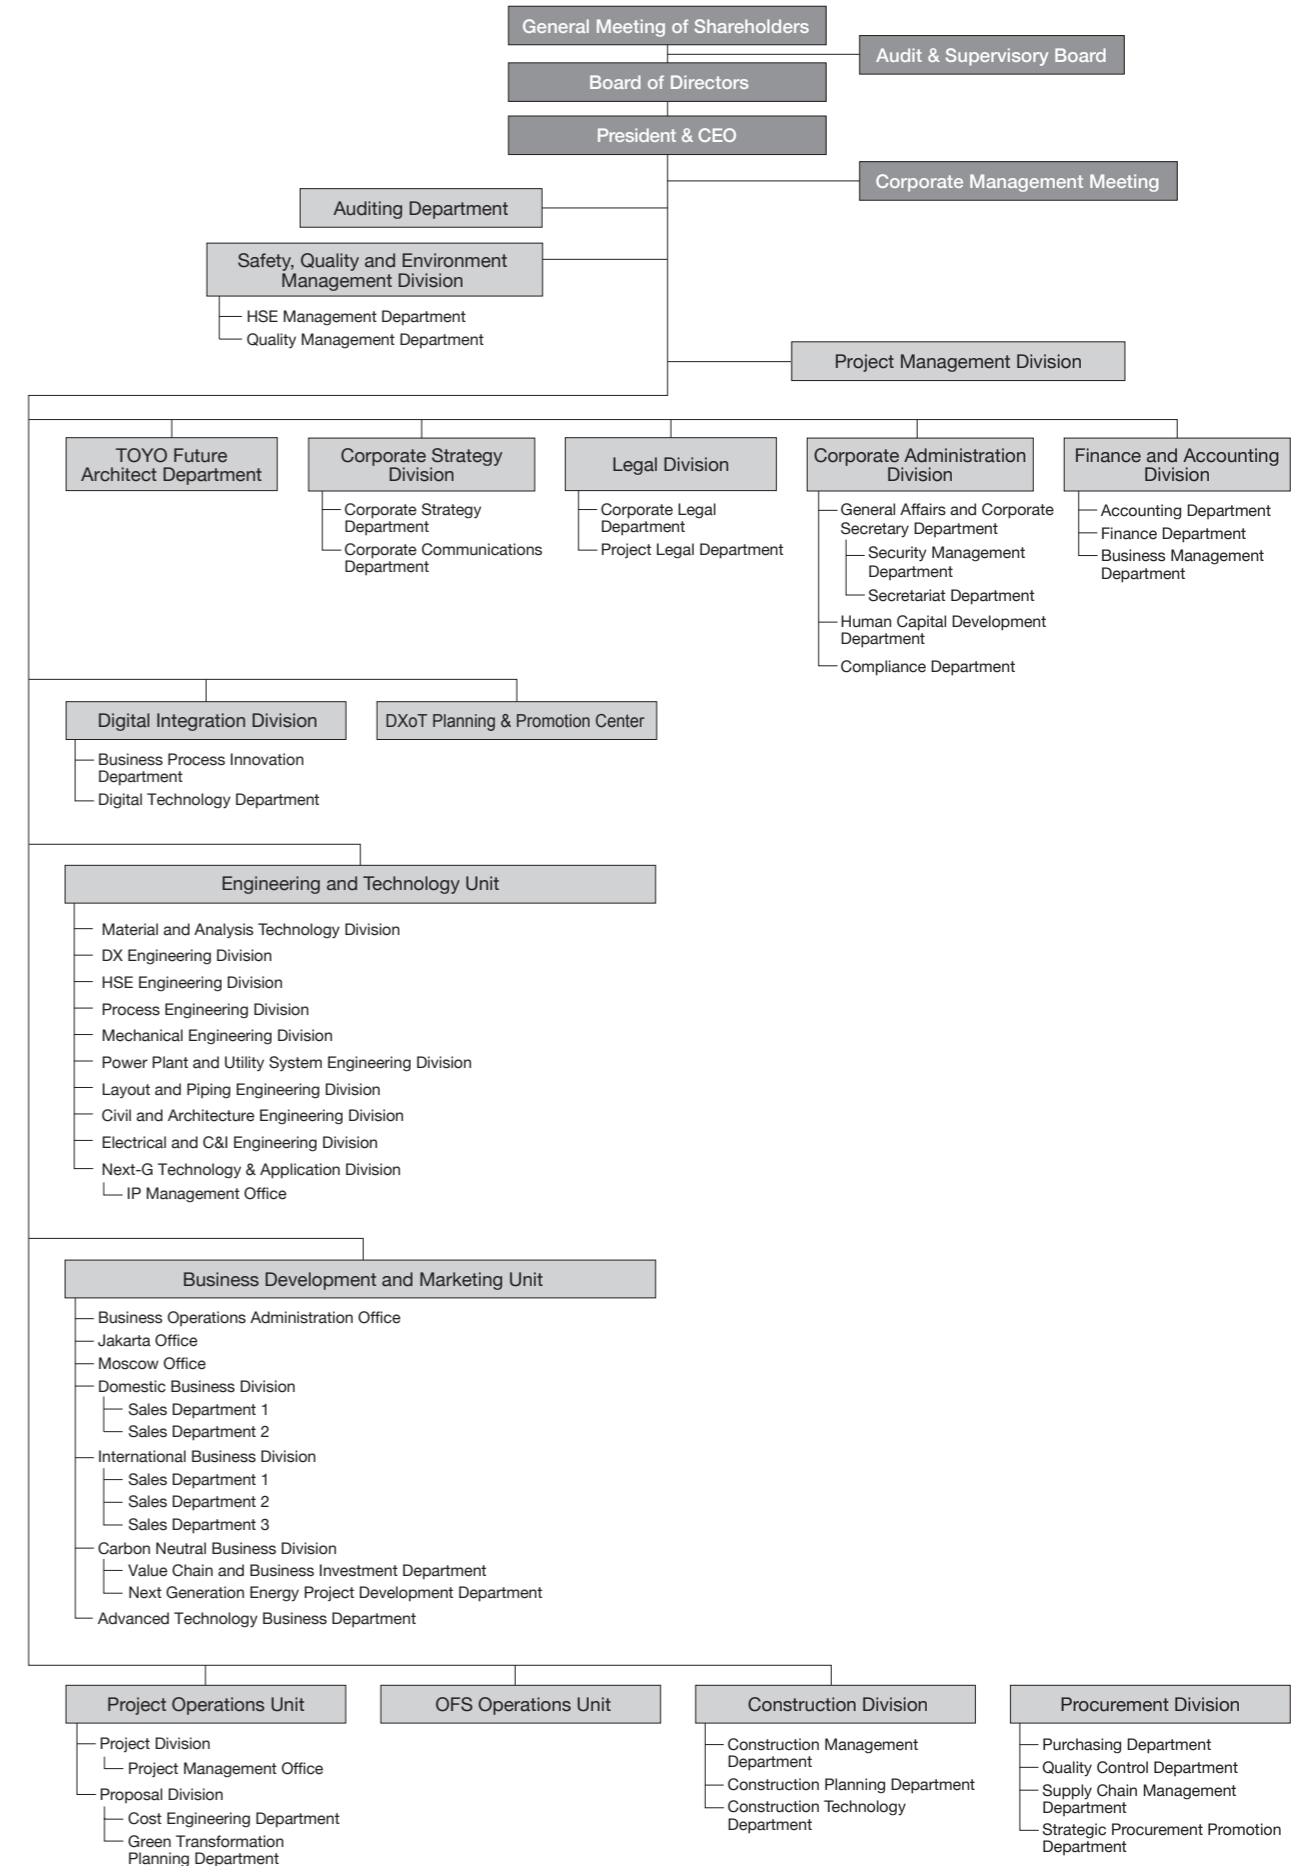 General Meeting of Shareholders
Audit & Supervisory Board
Board of Directors
President & CEO
Corporate Management Meeting
Auditing Department
Safety, Quality and Environment
Management Division
HSE Management Department
Quality Management Department
Project Management Division
TOYO Future
Architect Department
Corporate Strategy
Division
Corporate Strategy
Department
Corporate Communications
Department
Legal Division
Corporate Legal
Department
Project Legal Department
Corporate Administration
Division
General Affairs and Corporate
Secretary Department
Security Management
Department
Secretariat Department
Human Capital Development
Department
Compliance Department
Finance and Accounting
Division
Accounting Department
Finance Department
Business Management
Department
Digital Integration Division
Business Process Innovation
Department
Digital Technology Department
DXoT Planning & Promotion Center
Engineering and Technology Unit
Material and Analysis Technology Division
DX Engineering Division
HSE Engineering Division
Process Engineering Division
Mechanical Engineering Division
Power Plant and Utility System Engineering Division
Layout and Piping Engineering Division
Civil and Architecture Engineering Division
Electrical and C&I Engineering Division
Next-G Technology & Application Division
IP Management Office
Business Development and Marketing Unit
Business Operations Administration Office
Jakarta Office
Moscow Office
Domestic Business Division
Sales Department 1
Sales Department 2
International Business Division
Sales Department 1
Sales Department 2
Sales Department 3
Carbon Neutral Business Division
Value Chain and Business Investment Department
Next Generation Energy Project Development Department
Advanced Technology Business Department
Project Operations Unit
Project Division
Project Management Office
Proposal Division
Cost Engineering Department
Green Transformation
Planning Department
OFS Operations Unit
Construction Division
Construction Management
Department
Construction Planning Department
Construction Technology
Department
Procurement Division
Purchasing Department
Quality Control Department
Supply Chain Management
Department
Strategic Procurement Promotion
Department